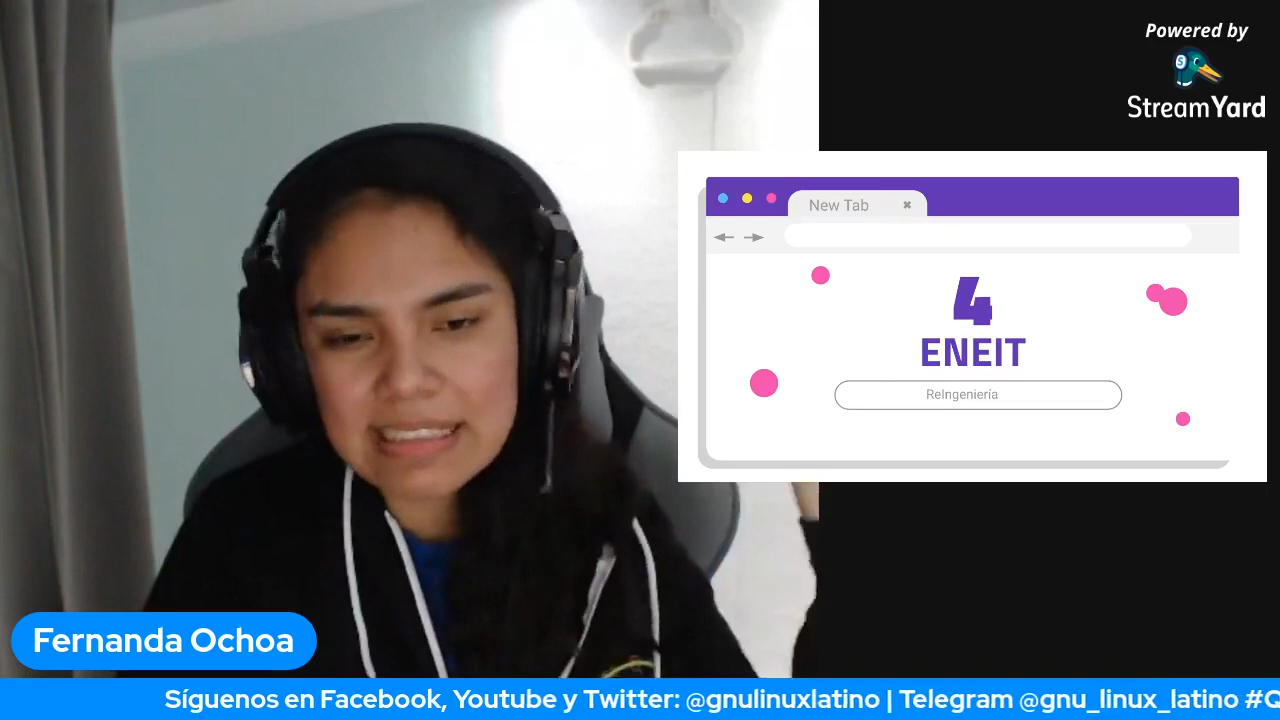 Powered by
StreamYard
New Tab
4
ENEIT
ReIngeniería
Fernanda Ochoa
Síguenos en Facebook, Youtube y Twitter: @gnulinuxlatino | Telegram @gnu_linux_latino #